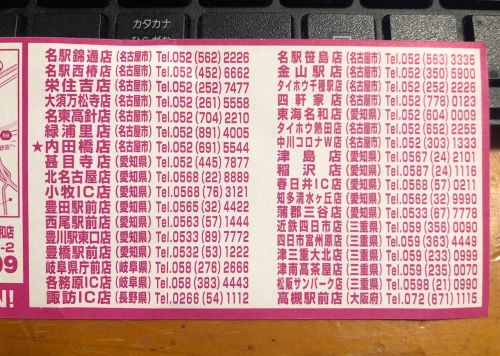 カタカナ
ひらがな
名駅錦通店(名古屋市) Tel.052(562)2226
名駅西椿店(名古屋市) Tel.052(452)6662
栄住吉店(名古屋市) Tel.052(252)7477
大須万松寺店(名古屋市) Tel.052(261)5558
名東高針店(名古屋市) Tel.052(704)2210
緑浦里店(名古屋市) Tel.052(891)4005
★内田橋店(名古屋市) Tel.052(691)5544
甚目寺店(愛知県) Tel.052(445)7841
北名古屋店(愛知県) Tel.0568(22)8889
小牧IC店(愛知県) Tel.0568(76)3121
豊田駅前店(愛知県) Tel.0565(32)4422
西尾駅前店(愛知県) Tel.0563(57)1444
豊川駅東口店(愛知県) Tel.0533(89)7772
豊橋駅前店(愛知県) Tel.0532(53)1222
岐阜県庁前店(岐阜県) Tel.058(276)2666
各務原IC店(岐阜県) Tel.058(383)4443
諏訪IC店(長野県) Tel.0266(54)1112
名駅笹島店(名古屋市) Tel.052(563)3335
金山駅店(名古屋市) Tel.052(350)5900
タイホウ千種駅店(名古屋市) Tel.052(252)8125
四軒家店(名古屋市) Tel.052(778)0123
東海名和店(愛知県) Tel.052(601)0009
タイホウ熱田店(名古屋市) Tel.052(652)2255
中川コロナW店(名古屋市) Tel.052(303)1333
津島店(愛知県) Tel.0567(24)2101
稲沢店(愛知県) Tel.0587(24)1116
春日井IC店(愛知県) Tel.0568(57)0211
知多清水ヶ丘店(愛知県) Tel.0562(32)9990
蒲郡三谷店(愛知県) Tel.0533(67)7778
近鉄四日市店(三重県) Tel.059(356)0090
四日市富州原店(三重県) Tel.059(363)4449
津三重大前店(三重県) Tel.059(233)3666
津南高茶屋店(三重県) Tel.059(235)0070
松阪サンパーク店(三重県) Tel.0598(21)0990
高槻駅前店(大阪府) Tel.072(671)1115
59
和店
-2
99
N!